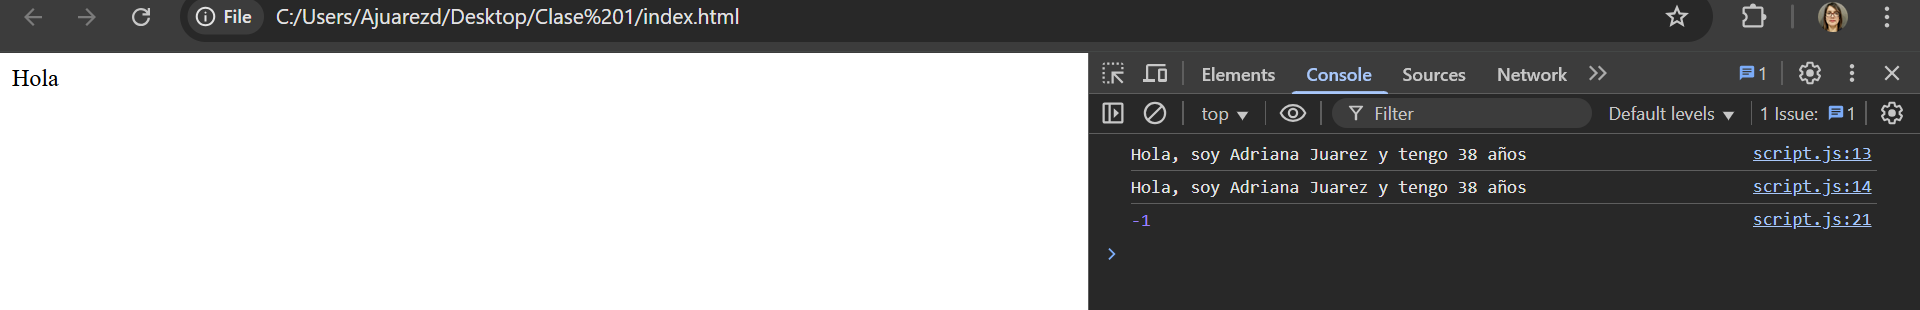 File C:/Users/Ajuarezd/Desktop/Clase%201/index.html
Hola
Elements Console Sources Network 1
top Filter Default levels 1 Issue: 1
Hola, soy Adriana Juarez y tengo 38 años script.js:13
Hola, soy Adriana Juarez y tengo 38 años script.js:14
-1 script.js:21